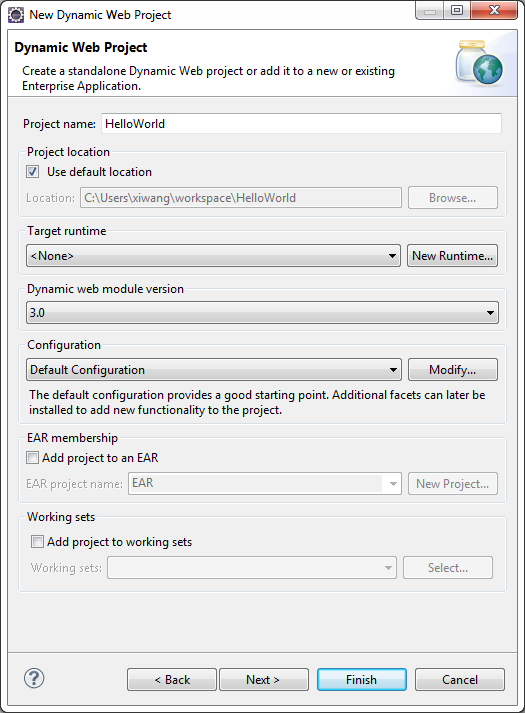 New Dynamic Web Project
Dynamic Web Project
Create a standalone Dynamic Web project or add it to a new or existing
Enterprise Application.
Project name: HelloWorld
Project location
Use default location
Location: C:\Users\xiwang\workspace\HelloWorld Browse...
Target runtime
<None> New Runtime...
Dynamic web module version
3.0
Configuration
Default Configuration Modify...
The default configuration provides a good starting point. Additional facets can later be
installed to add new functionality to the project.
EAR membership
Add project to an EAR
EAR project name: EAR New Project...
Working sets
Add project to working sets
Working sets: Select...
? < Back Next > Finish Cancel